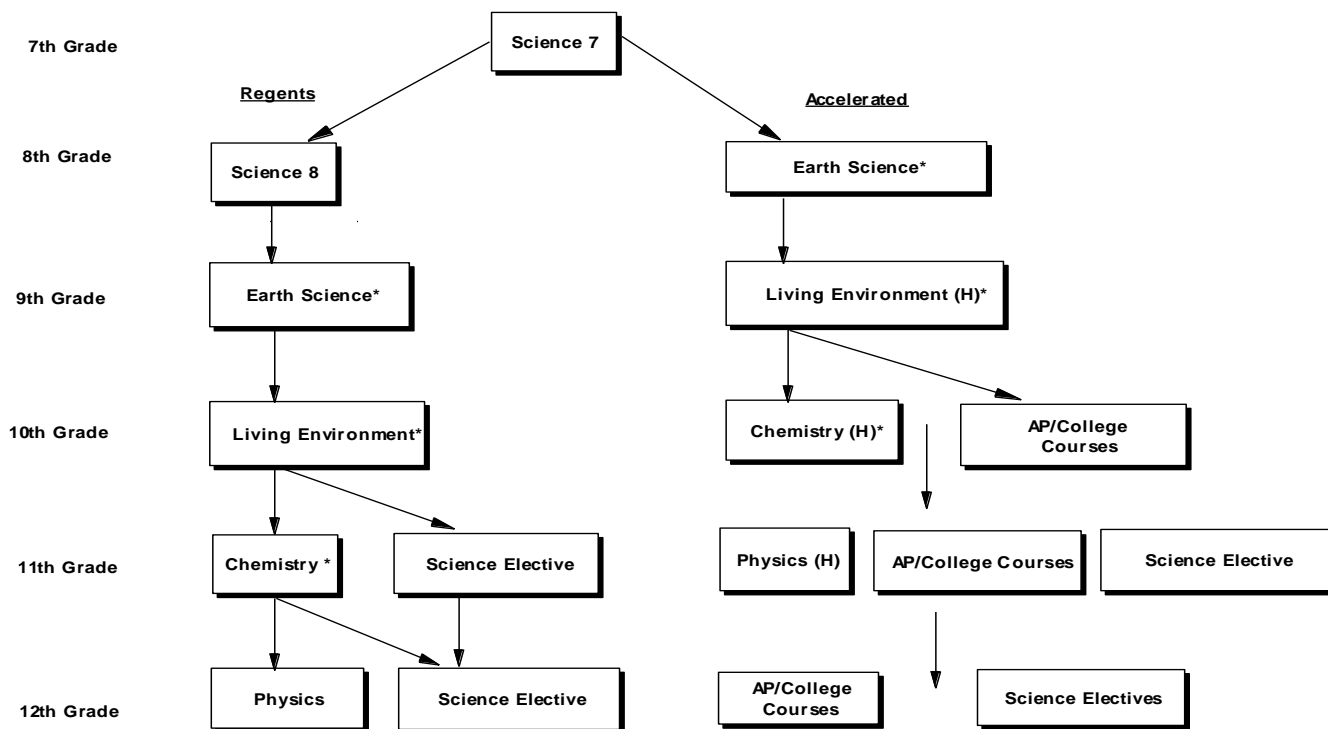 7th Grade
Science 7
Regents
Accelerated
8th Grade
Science 8
Earth Science*
9th Grade
Earth Science*
Living Environment (H)*
10th Grade
Living Environment*
Chemistry (H)*
AP/College
Courses
11th Grade
Chemistry *
Science Elective
Physics (H)
AP/College Courses
Science Elective
12th Grade
Physics
Science Elective
AP/College
Courses
Science Electives